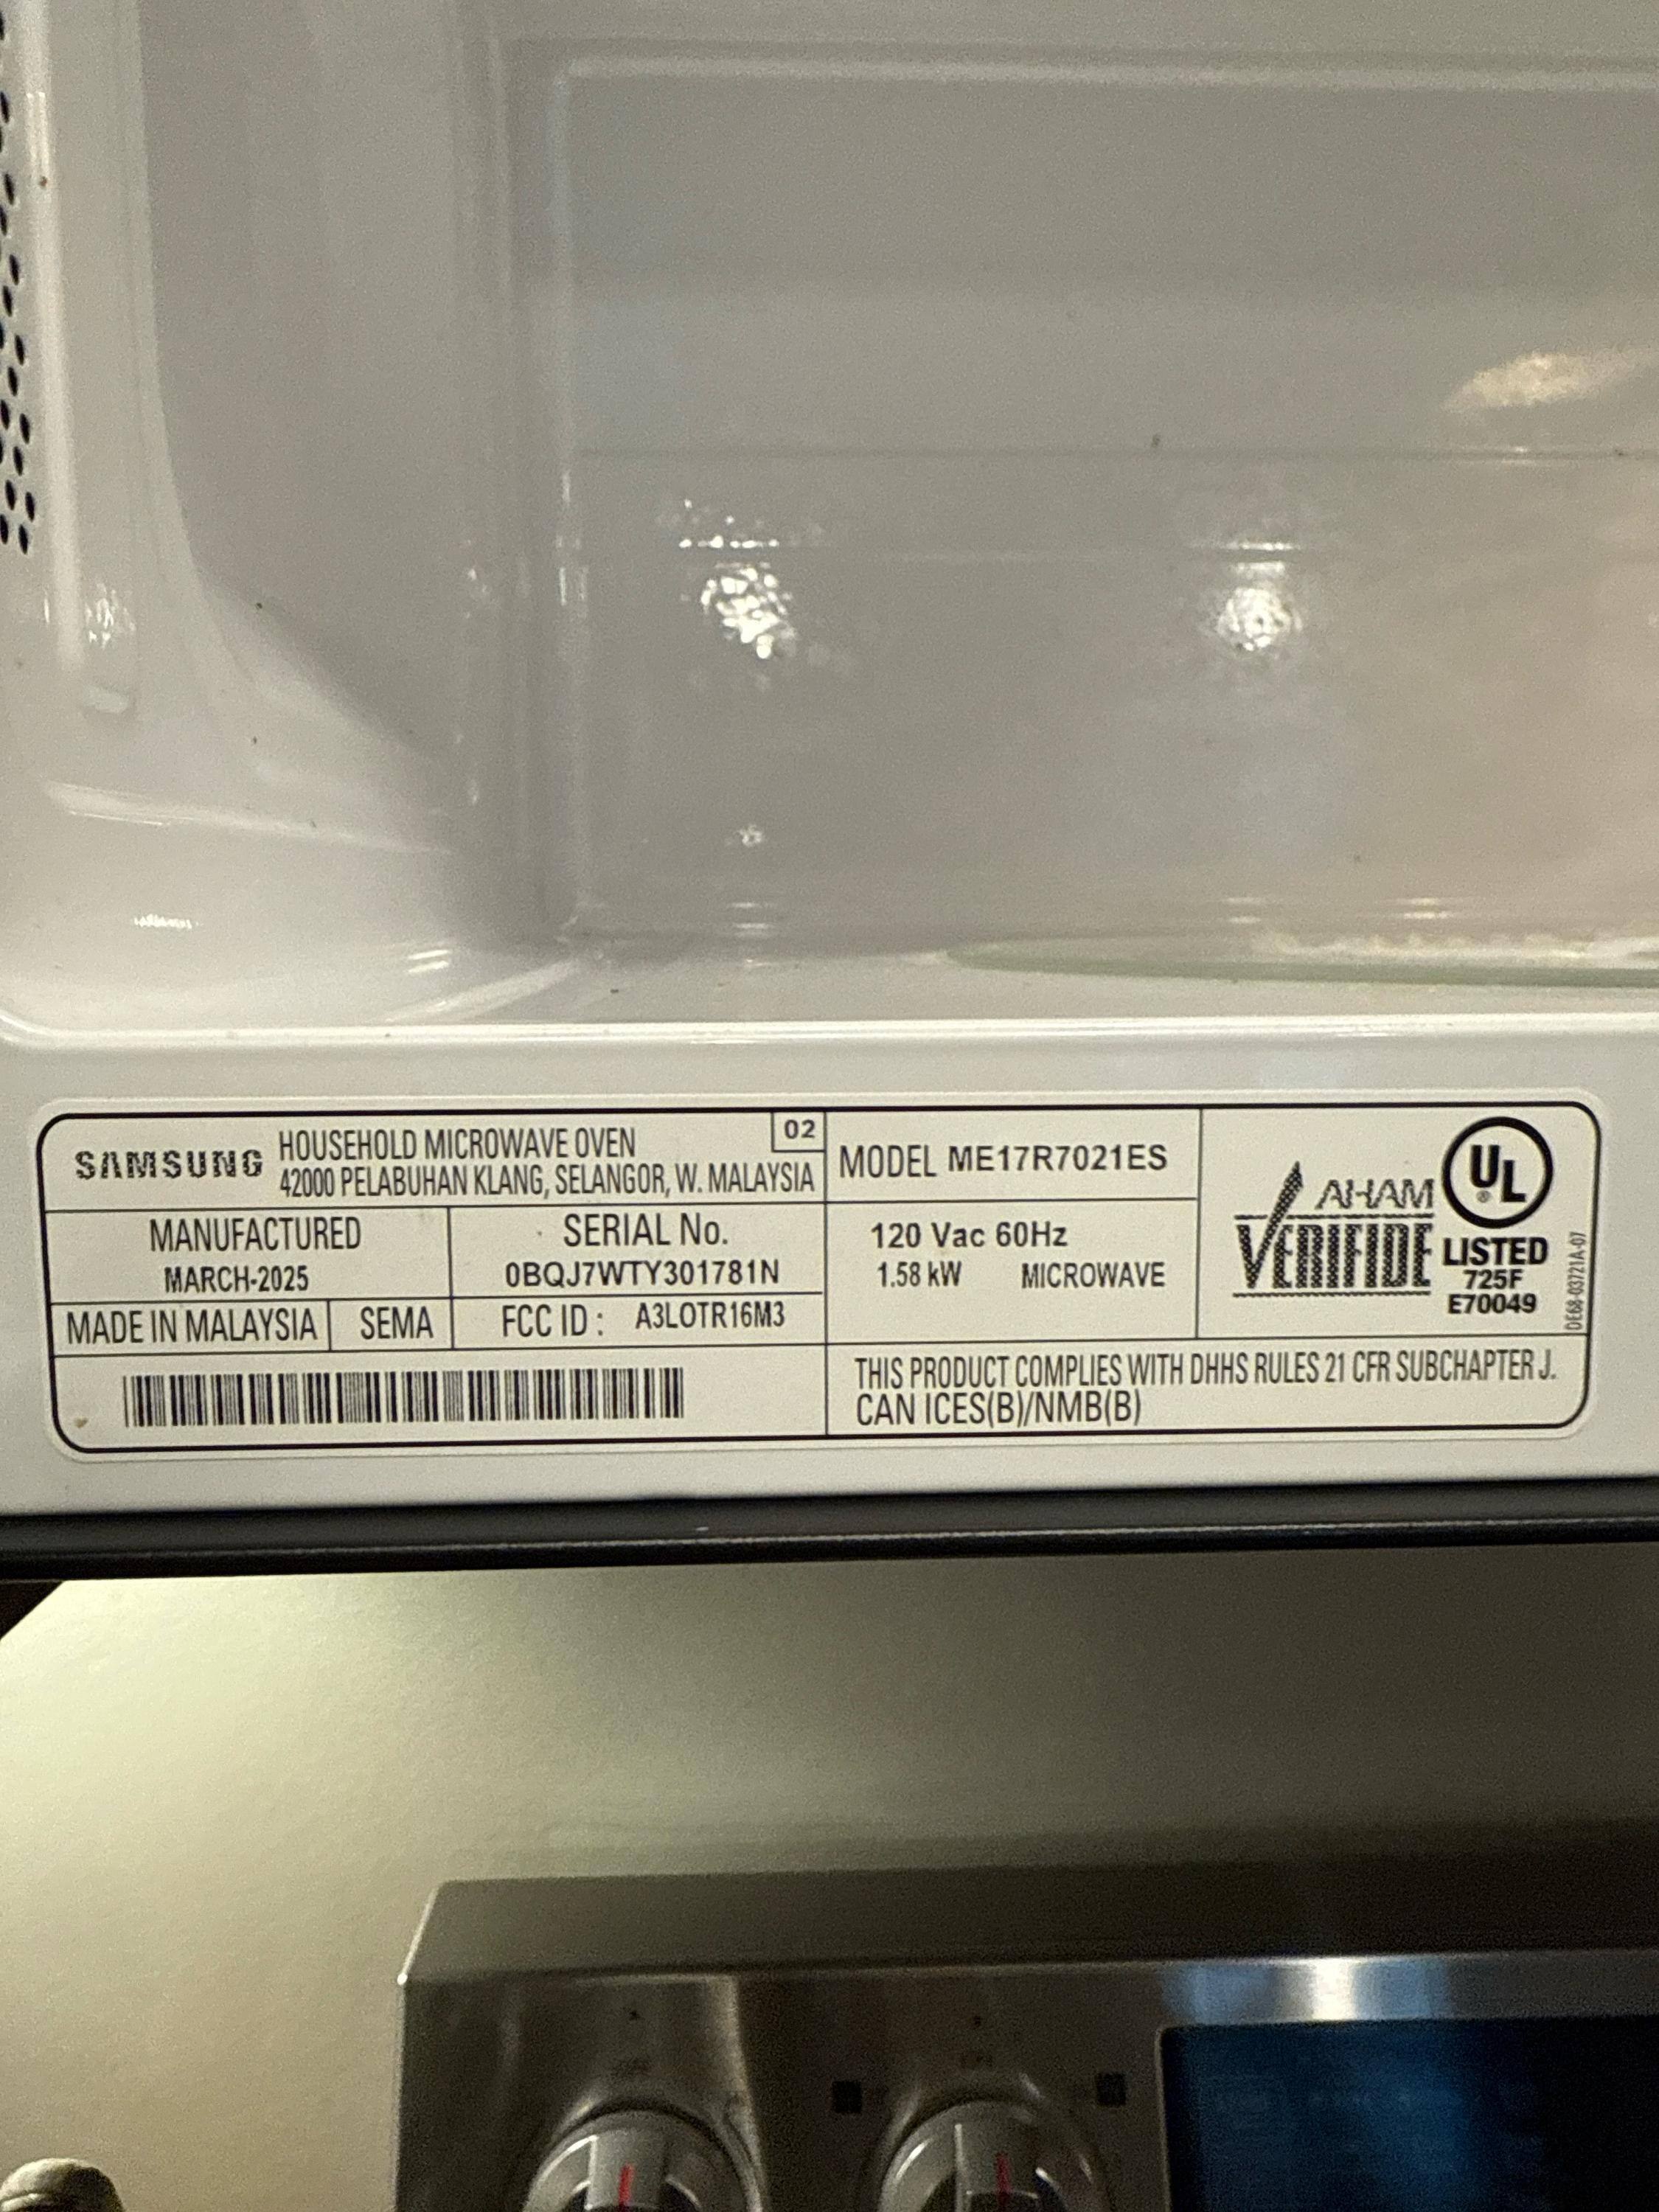 SAMSUNG
HOUSEHOLD MICROWAVE OVEN
42000 PELABUHAN KLANG, SELANGOR, W. MALAYSIA
02
MODEL ME17R7021ES
MANUFACTURED
MARCH-2025
SERIAL No.
0BQJ7WTY301781N
120 Vac 60Hz
1.58 kW MICROWAVE
MADE IN MALAYSIA
SEMA
FCC ID : A3LOTR16M3
AHAM
VERIFIDE
UL
®
LISTED
725F
E70049
DE68-03721A-07
THIS PRODUCT COMPLIES WITH DHHS RULES 21 CFR SUBCHAPTER J.
CAN ICES(B)/NMB(B)